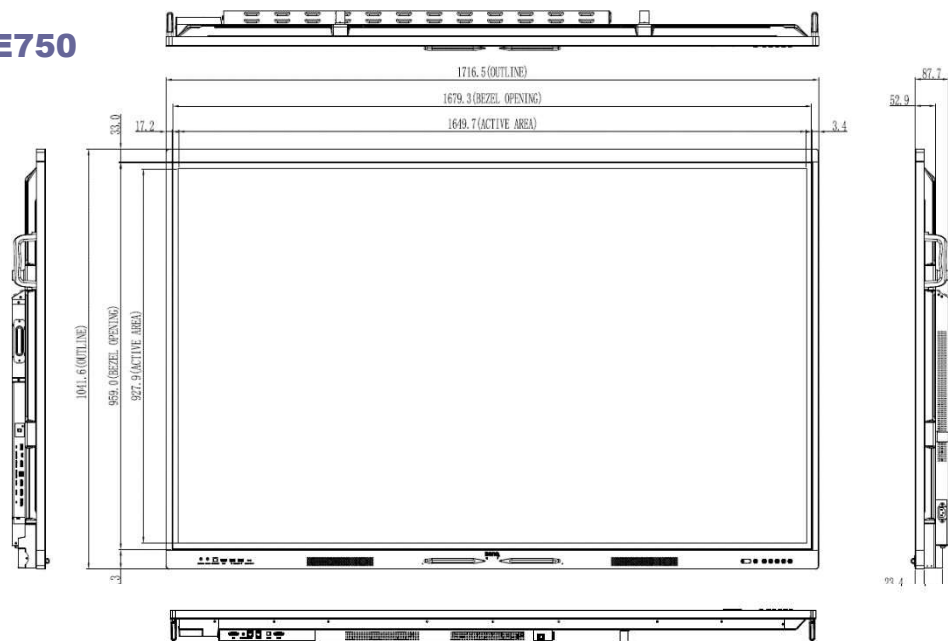 E750
1716.5(OUTLINE)
87.7
1679.3(BEZEL OPENING)
52.9
33.0
17.2
1649.7(ACTIVE AREA)
3.4
1041.6(OUTLINE)
959.0(BEZEL OPENING)
927.9(ACTIVE AREA)
BenQ